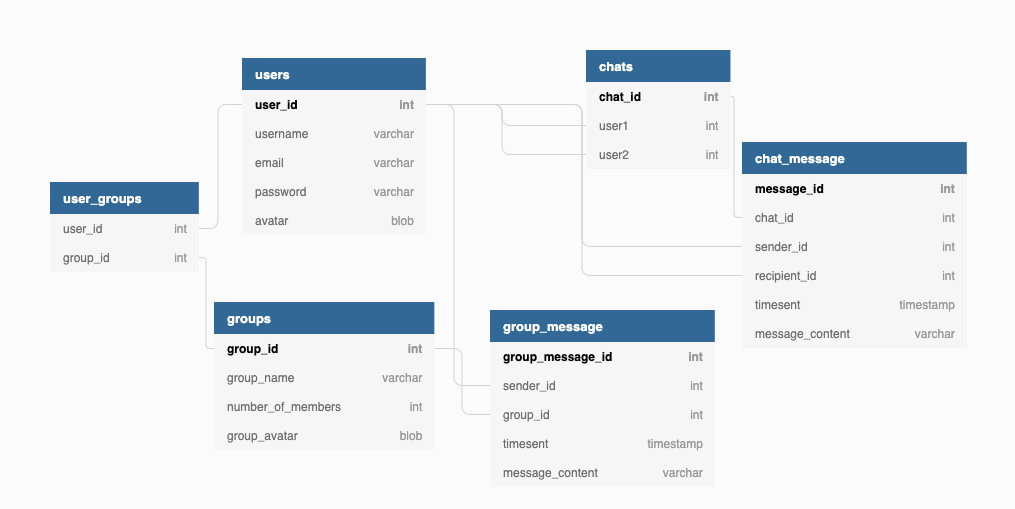 users
user_id int
username varchar
email varchar
password varchar
avatar blob
chats
chat_id int
user1 int
user2 int
chat_message
message_id int
chat_id int
sender_id int
recipient_id int
timesent timestamp
message_content varchar
user_groups
user_id int
group_id int
groups
group_id int
group_name varchar
number_of_members int
group_avatar blob
group_message
group_message_id int
sender_id int
group_id int
timesent timestamp
message_content varchar